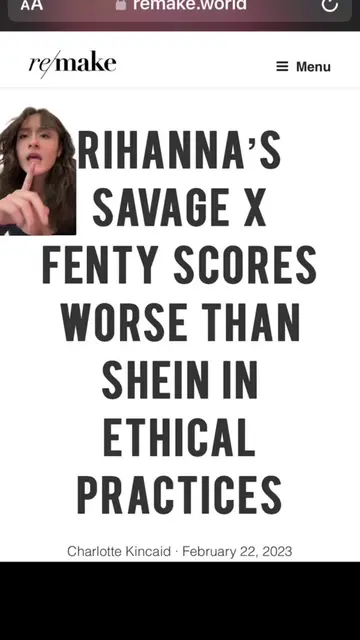 AA
remake.world
re/make
Menu
RIHANNA'S
SAVAGE X
FENTY SCORES
WORSE THAN
SHEIN IN
ETHICAL
PRACTICES
Charlotte Kincaid · February 22, 2023